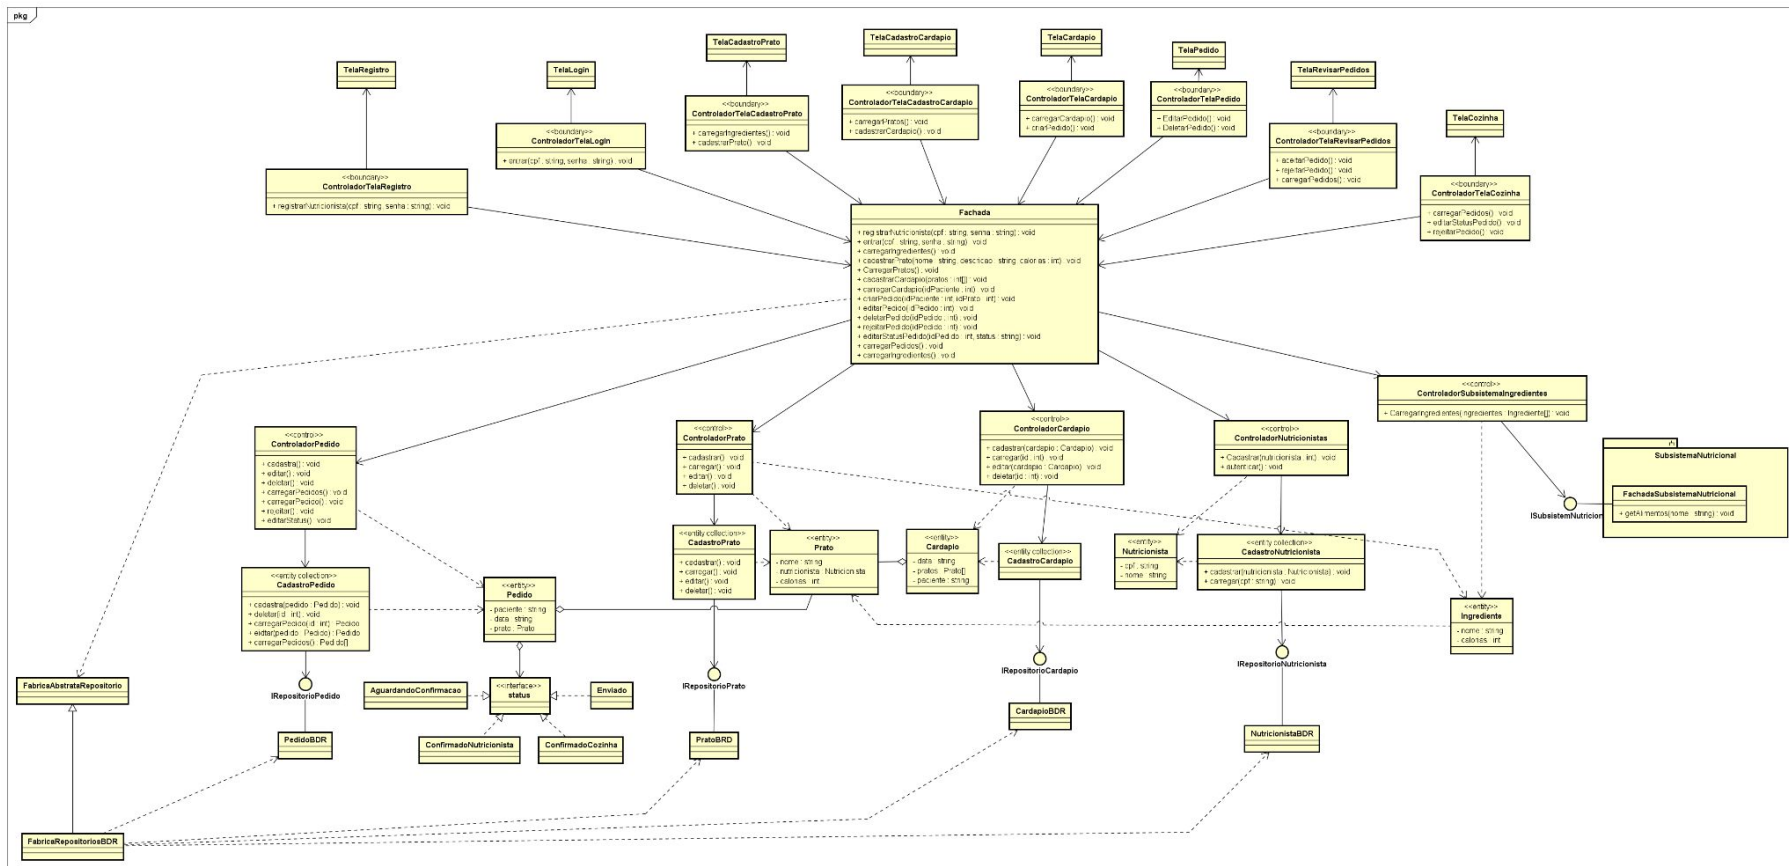 pkg
TelaRegistro
TelaLogin
TelaCadastroPrato
TelaCadastroCardapio
TelaCardapio
TelaPedido
TelaRevisarPedidos
TelaCozinha
<<boundary>>
ControladorTelaRegistro
+ registrarNutricionista(cpf : string, senha : string) : void
<<boundary>>
ControladorTelaLogin
+ entrar(cpf : string, senha : string) : void
<<boundary>>
ControladorTelaCadastroPrato
+ carregarIngredientes() : void
+ cadastrarPrato() : void
<<boundary>>
ControladorTelaCadastroCardapio
+ carregarPratos() : void
+ cadastrarCardapio() : void
<<boundary>>
ControladorTelaCardapio
+ carregarCardapio() : void
+ criarPedido() : void
<<boundary>>
ControladorTelaPedido
+ EditarPedido() : void
+ DeletarPedido() : void
<<boundary>>
ControladorTelaRevisarPedidos
+ aceitarPedido() : void
+ rejeitarPedido() : void
+ carregarPedidos() : void
<<boundary>>
ControladorTelaCozinha
+ carregarPedidos() : void
+ editarStatusPedido() : void
+ rejeitarPedido() : void
Fachada
+ registrarNutricionista(cpf : string, senha : string) : void
+ entrar(cpf : string, senha : string) : void
+ carregarIngredientes() : void
+ cadastrarPrato(nome : string, descricao : string, calorias : int) : void
+ CarregarPratos() : void
+ cadastrarCardapio(pratos : int[]) : void
+ carregarCardapio(idPaciente : int) : void
+ criarPedido(idPaciente : int, idPrato : int) : void
+ editarPedido(idPedido : int) : void
+ deletarPedido(idPedido : int) : void
+ rejeitarPedido(idPedido : int) : void
+ editarStatusPedido(idPedido : int, status : string) : void
+ carregarPedidos() : void
+ carregarIngredientes() : void
<<control>>
ControladorPedido
+ cadastra() : void
+ editar() : void
+ deletar() : void
+ carregarPedidos() : void
+ carregarPedido() : void
+ rejeitar() : void
+ editarStatus() : void
<<control>>
ControladorPrato
+ cadastrar() : void
+ carregar() : void
+ editar() : void
+ deletar() : void
<<control>>
ControladorCardapio
+ cadastrar(cardapio : Cardapio) : void
+ carregar(id : int) : void
+ editar(cardapio : Cardapio) : void
+ deletar(id : int) : void
<<control>>
ControladorNutricionistas
+ Cadastrar(nutricionista : int) : void
+ autenticar() : void
<<control>>
ControladorSubsistemaIngredientes
+ CarregarIngredientes(ingredientes : Ingrediente[]) : void
SubsistemaNutricional
FachadaSubsistemaNutricional
+ getAlimentos(nome : string) : void
ISubsistemNutricion
<<entity collection>>
CadastroPedido
+ cadastra(pedido : Pedido) : void
+ deletar(id : int) : void
+ carregarPedido(id : int) : Pedido
+ eidtar(pedido : Pedido) : Pedido
+ carregarPedidos() : Pedido[]
<<entity>>
Pedido
- paciente : string
- data : string
- prato : Prato
<<entity collection>>
CadastroPrato
+ cadastrar() : void
+ carregar() : void
+ editar() : void
+ deletar() : void
<<entity>>
Prato
- nome : string
- nutricionista : Nutricionista
- calorias : int
<<entity>>
Cardapio
- data : string
- pratos : Prato[]
- paciente : string
<<entity collection>>
CadastroCardapio
<<entity>>
Nutricionista
- cpf : string
- nome : string
<<entity collection>>
CadastroNutricionista
+ cadastrar(nutricionista : Nutricionista) : void
+ carregar(cpf : string) : void
<<entity>>
Ingrediente
- nome : string
- calorias : int
FabricaAbstrataRepositorio
IRepositorioPedido
AguardandoConfirmacao
<<interface>>
status
Enviado
IRepositorioPrato
IRepositorioCardapio
IRepositorioNutricionista
PedidoBDR
ConfirmadoNutricionista
ConfirmadoCozinha
PratoBRD
CardapioBDR
NutricionistaBDR
FabricaRepositoriosBDR